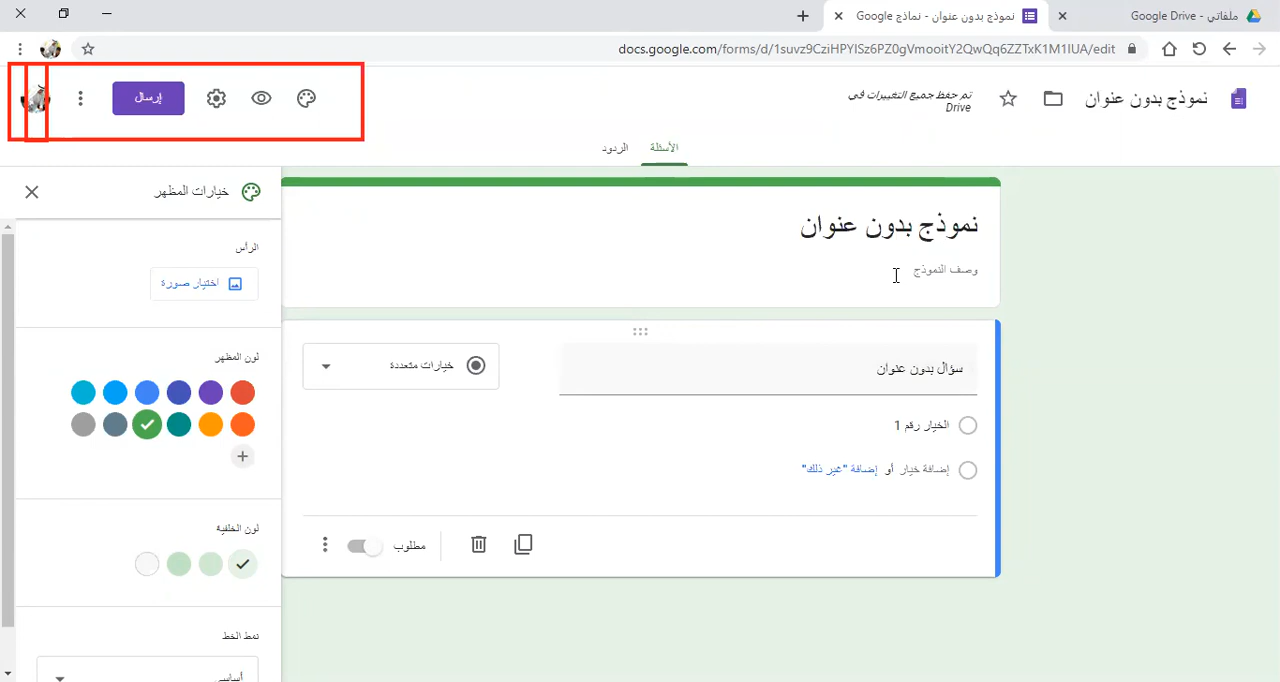 ملفاتي - Google Drive
نموذج بدون عنوان - نماذج Google
docs.google.com/forms/d/1suvz9CziHPYlSz6PZ0gVmooitY2QwQq6ZZTxK1M1lUA/edit
نموذج بدون عنوان
تم حفظ جميع التغييرات في
Drive
إرسال
الأسئلة
الردود
خيارات المظهر
الرأس
اختيار صورة
لون المظهر
لون الخلفية
نمط الخط
أساسي
نموذج بدون عنوان
وصف النموذج
سؤال بدون عنوان
خيارات متعددة
الخيار رقم 1
إضافة خيار أو إضافة "غير ذلك"
مطلوب